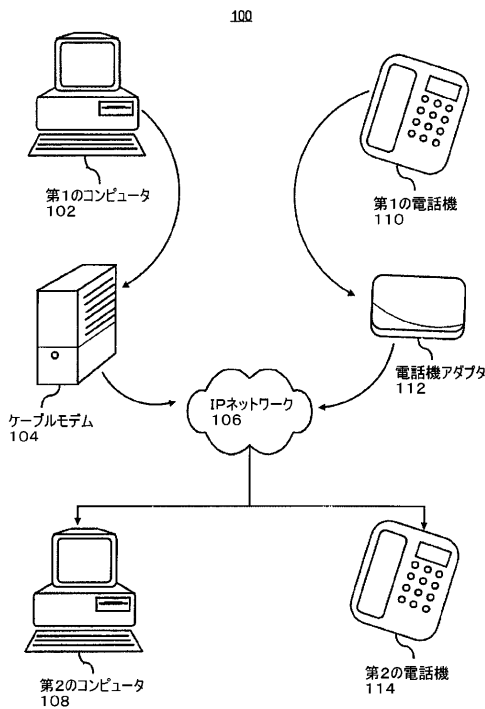 100
第1のコンピュータ
102
第1の電話機
110
ケーブルモデム
104
IPネットワーク
106
電話機アダプタ
112
第2のコンピュータ
108
第2の電話機
114